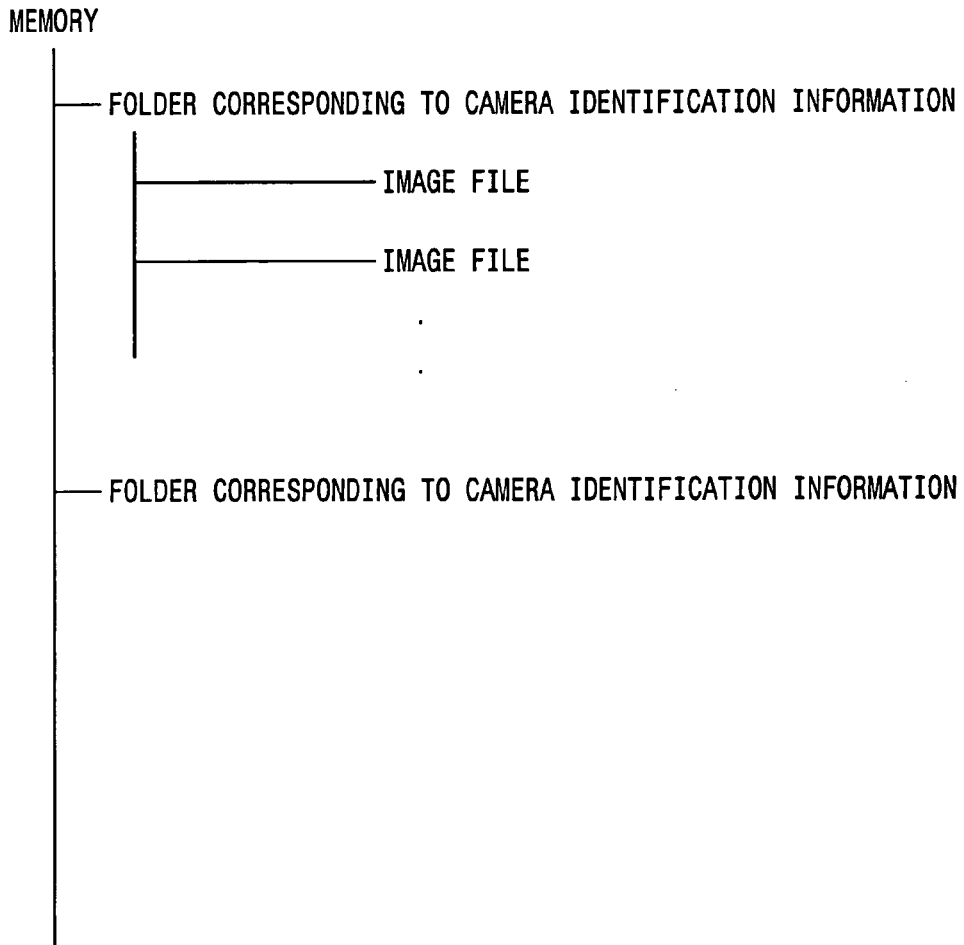 MEMORY
FOLDER CORRESPONDING TO CAMERA IDENTIFICATION INFORMATION
IMAGE FILE
IMAGE FILE
.
.
FOLDER CORRESPONDING TO CAMERA IDENTIFICATION INFORMATION